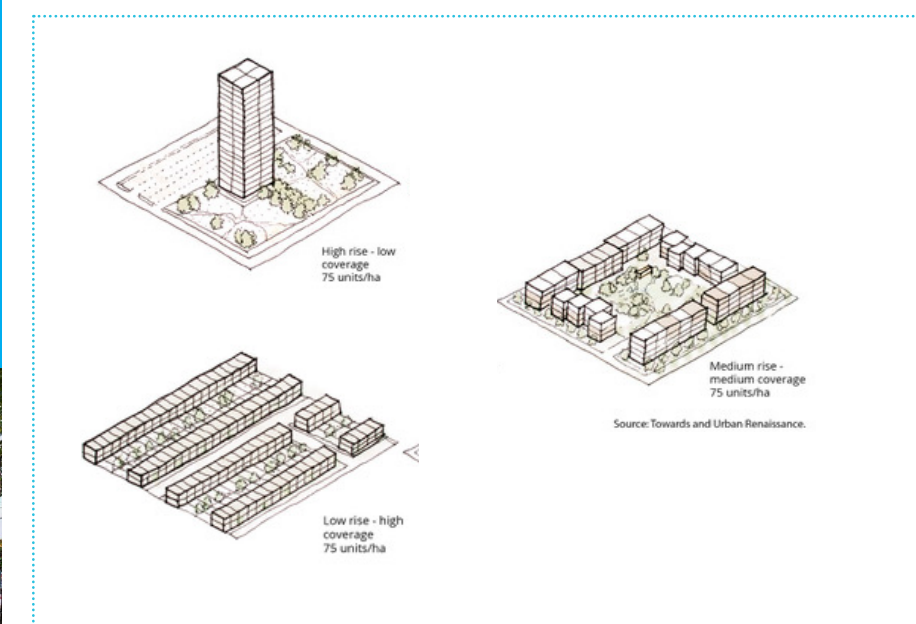 High rise - low
coverage
75 units/ha
Medium rise -
medium coverage
75 units/ha
Source: Towards and Urban Renaissance.
Low rise - high
coverage
75 units/ha